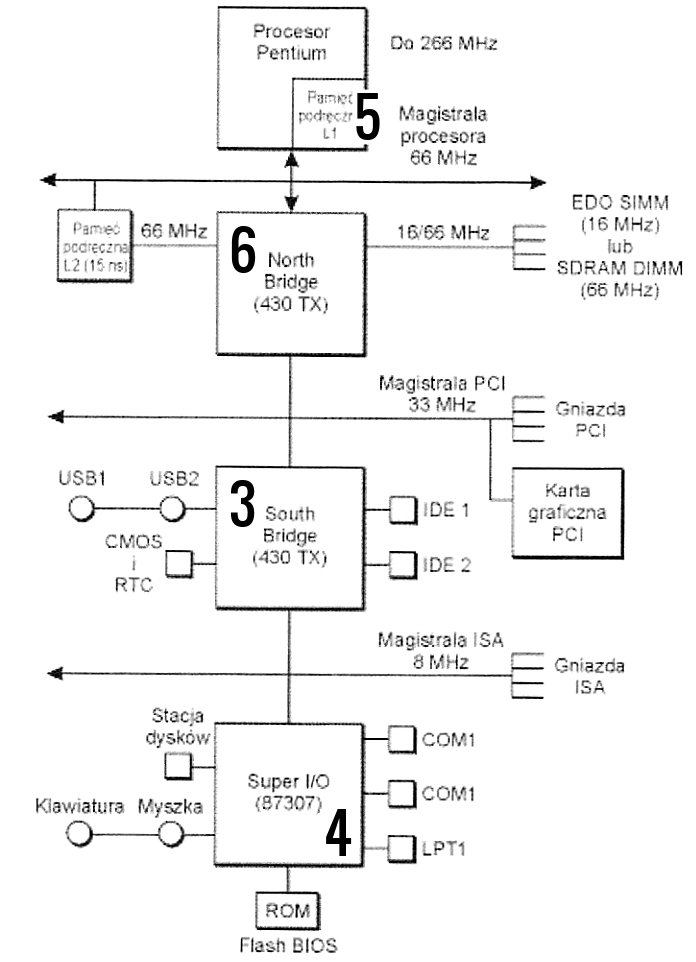 Procesor
Pentium
Do 266 MHz
Pamięć
podręczn
L1
5
Magistrala
procesora
66 MHz
Pamięć
podręczna
L2 (15 ns)
66 MHz
6
North
Bridge
(430 TX)
16/66 MHz
EDO SIMM
(16 MHz)
lub
SDRAM DIMM
(66 MHz)
Magistrala PCI
33 MHz
Gniazda
PCI
USB1
USB2
3
South
Bridge
(430 TX)
IDE 1
Karta
graficzna
PCI
CMOS
i
RTC
IDE 2
Magistrala ISA
8 MHz
Gniazda
ISA
Stacja
dysków
COM1
Super I/O
(87307)
4
COM1
Klawiatura
Myszka
LPT1
ROM
Flash BIOS